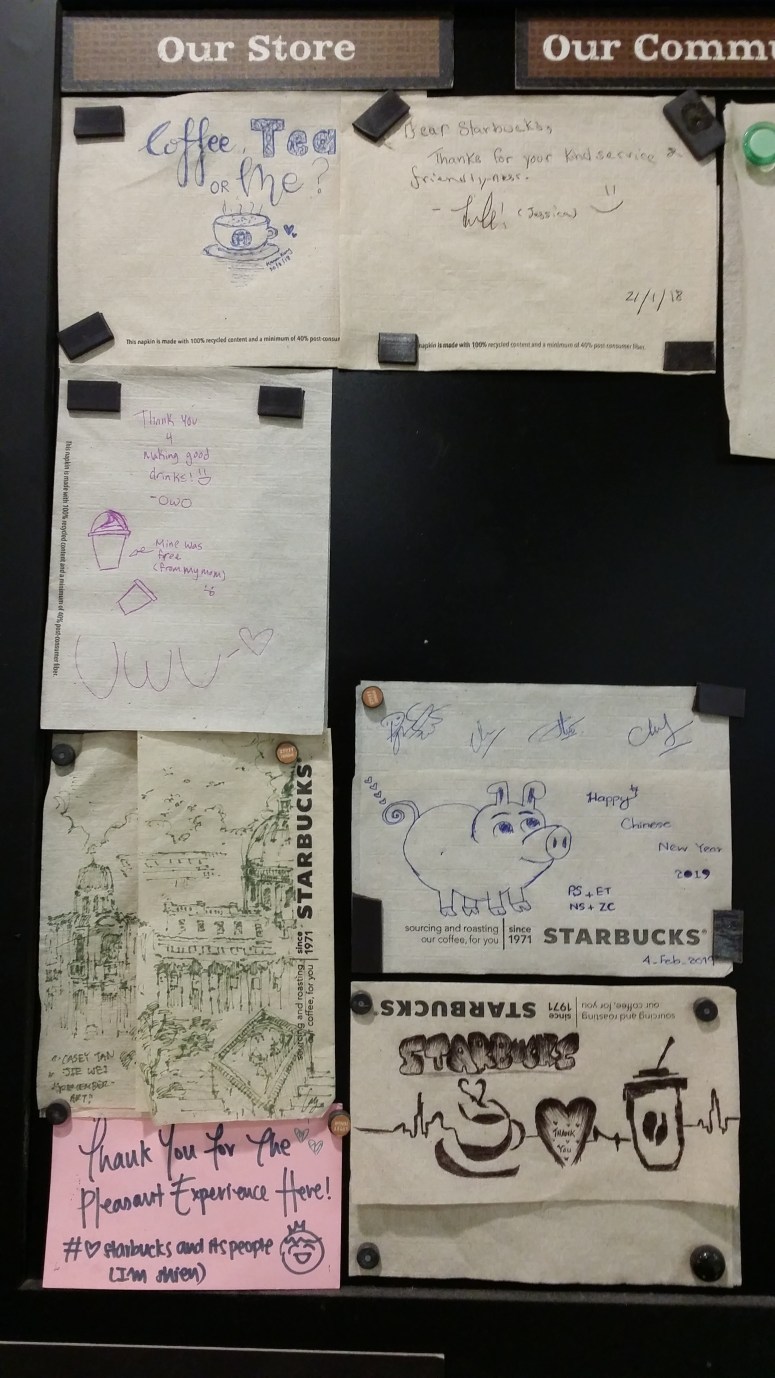 Our Store
Our Commu
Coffee, Tea
OR Me?
This napkin is made with 100% recycled content and a minimum of 40% post-consum
Dear Starbucks,
Thanks for your kind service &
friendly-ness.
(Jessica)
21/1/18
napkin is made with 100% recycled content and a minimum of 40% post-consumer fiber.
Thank You
4
Making good
drinks!
-OWO
Mine was
free
(from my mom)
UWU
This napkin is made with 100% recycled content and a minimum of 40% post-consumer fiber.
STARBUCKS®
sourcing and roasting
our coffee, for you
since
1971
- CASEY TAN
JIE WEI
ART!
Happy
Chinese
New Year
2019
PS + ET
NS + ZC
sourcing and roasting
our coffee, for you
since
1971
STARBUCKS®
4-Feb-2019
sourcing and roasting
our coffee, for you
since
1971
STARBUCKS®
STARBUCKS
THANK
YOU
Thank You for the
Pleasant Experience Here!
#♡ starbucks and its people